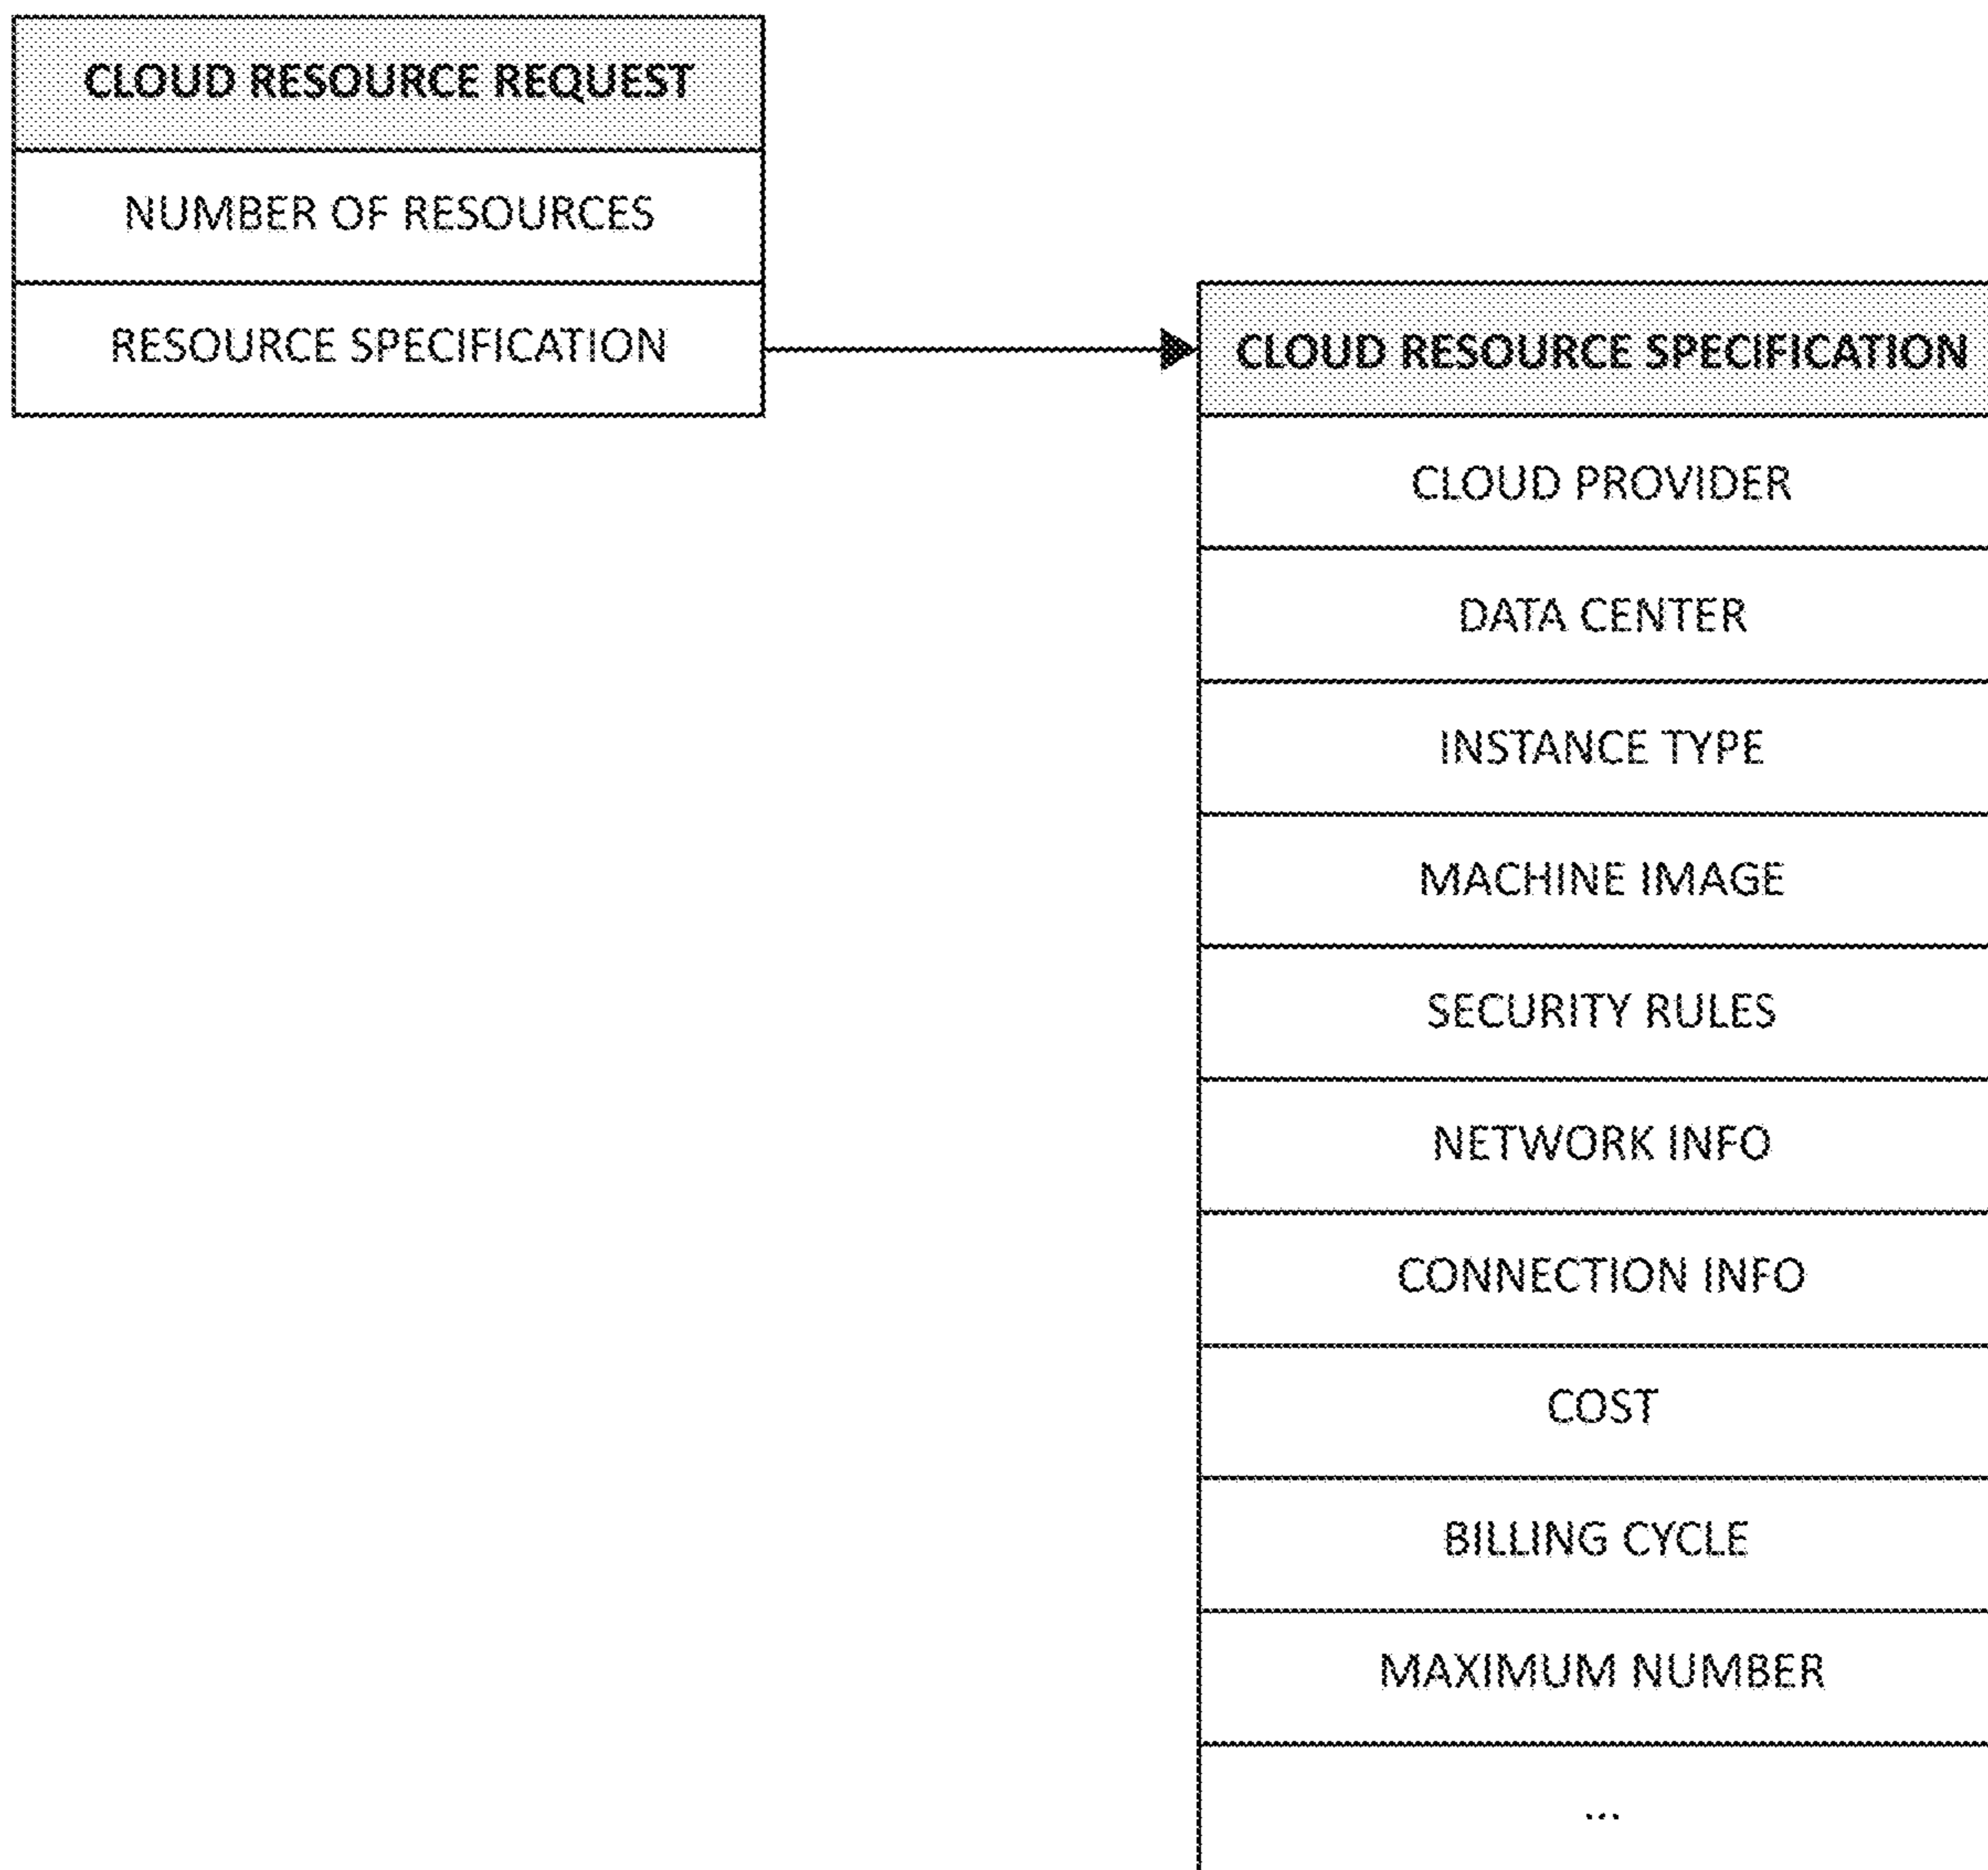 CLOUD RESOURCE REQUEST
NUMBER OF RESOURCES
RESOURCE SPECIFICATION
CLOUD RESOURCE SPECIFICATION
CLOUD PROVIDER
DATA CENTER
INSTANCE TYPE
MACHINE IMAGE
SECURITY RULES
NETWORK INFO
CONNECTION INFO
COST
BILLING CYCLE
MAXIMUM NUMBER
...